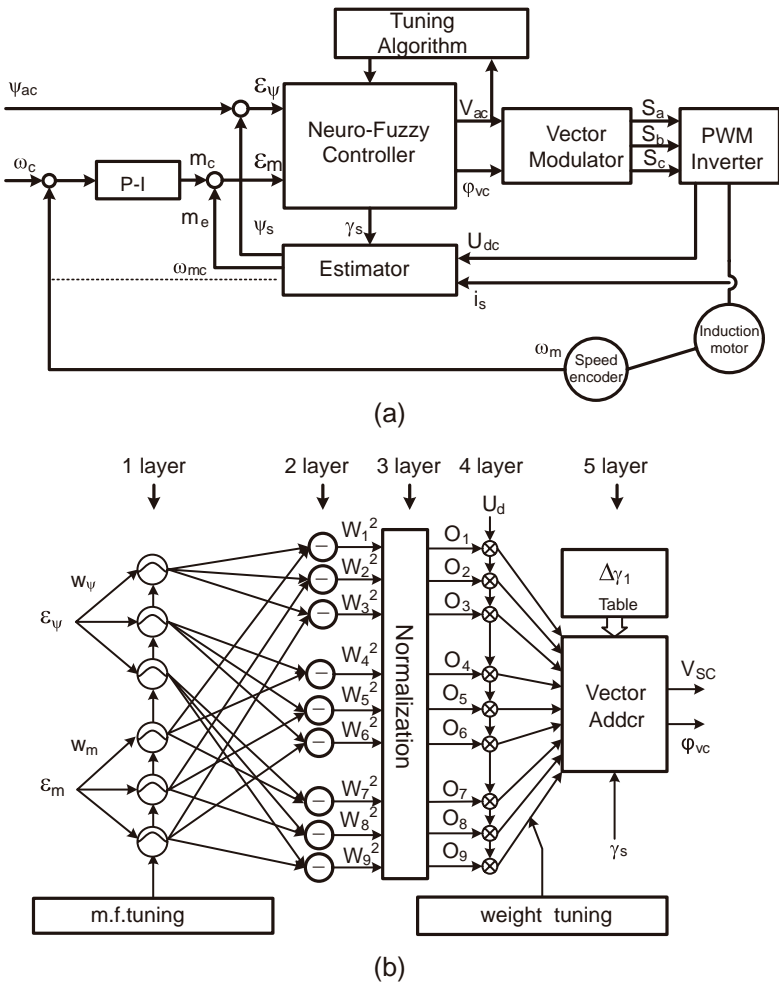 Tuning
Algorithm
ψac
εψ
Neuro-Fuzzy
Controller
Vac
φvc
Vector
Modulator
Sa
Sb
Sc
PWM
Inverter
ωc
P-I
mc
εm
me
ψs
γs
ωmc
Estimator
Udc
is
Induction
motor
ωm
Speed
encoder
(a)
1 layer
2 layer
3 layer
4 layer
5 layer
Ud
wψ
εψ
wm
εm
W1²
W2²
W3²
W4²
W5²
W6²
W7²
W8²
W9²
Normalization
O1
O2
O3
O4
O5
O6
O7
O8
O9
Δγ1
Table
Vector
Addcr
VSC
φvc
γs
m.f.tuning
weight tuning
(b)